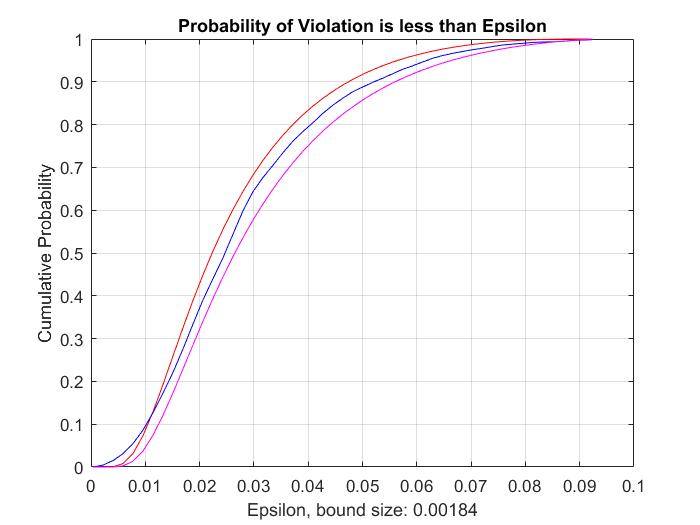 Probability of Violation is less than Epsilon
1
0.9
0.8
0.7
0.6
0.5
0.4
0.3
0.2
0.1
0
Cumulative Probability
0 0.01 0.02 0.03 0.04 0.05 0.06 0.07 0.08 0.09 0.1
Epsilon, bound size: 0.00184